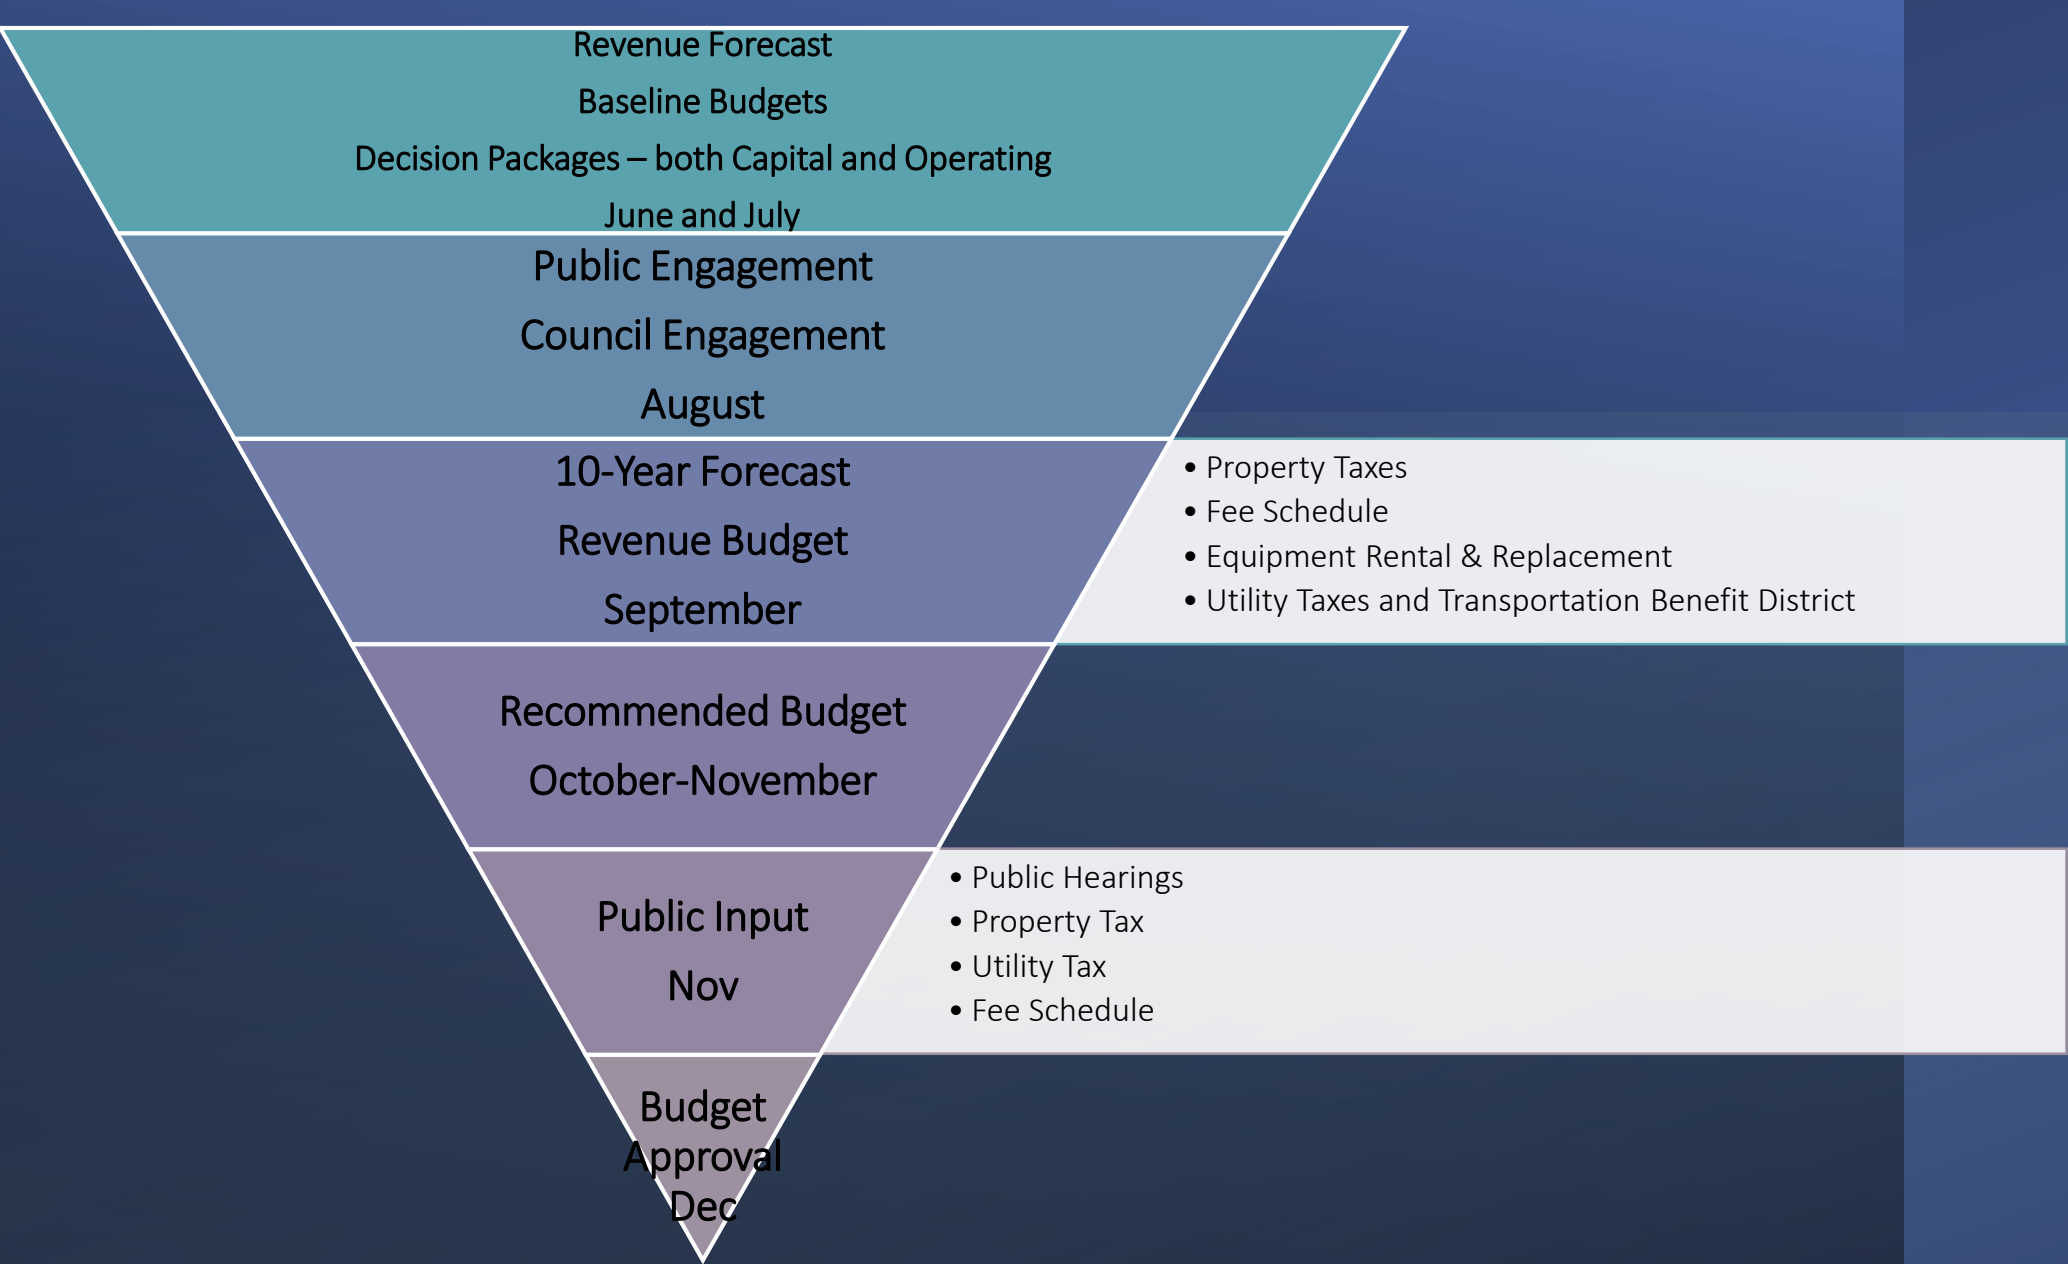 Revenue Forecast
Baseline Budgets
Decision Packages – both Capital and Operating
June and July
Public Engagement
Council Engagement
August
10-Year Forecast
Revenue Budget
September
• Property Taxes
• Fee Schedule
• Equipment Rental & Replacement
• Utility Taxes and Transportation Benefit District
Recommended Budget
October-November
Public Input
Nov
• Public Hearings
• Property Tax
• Utility Tax
• Fee Schedule
Budget
Approval
Dec